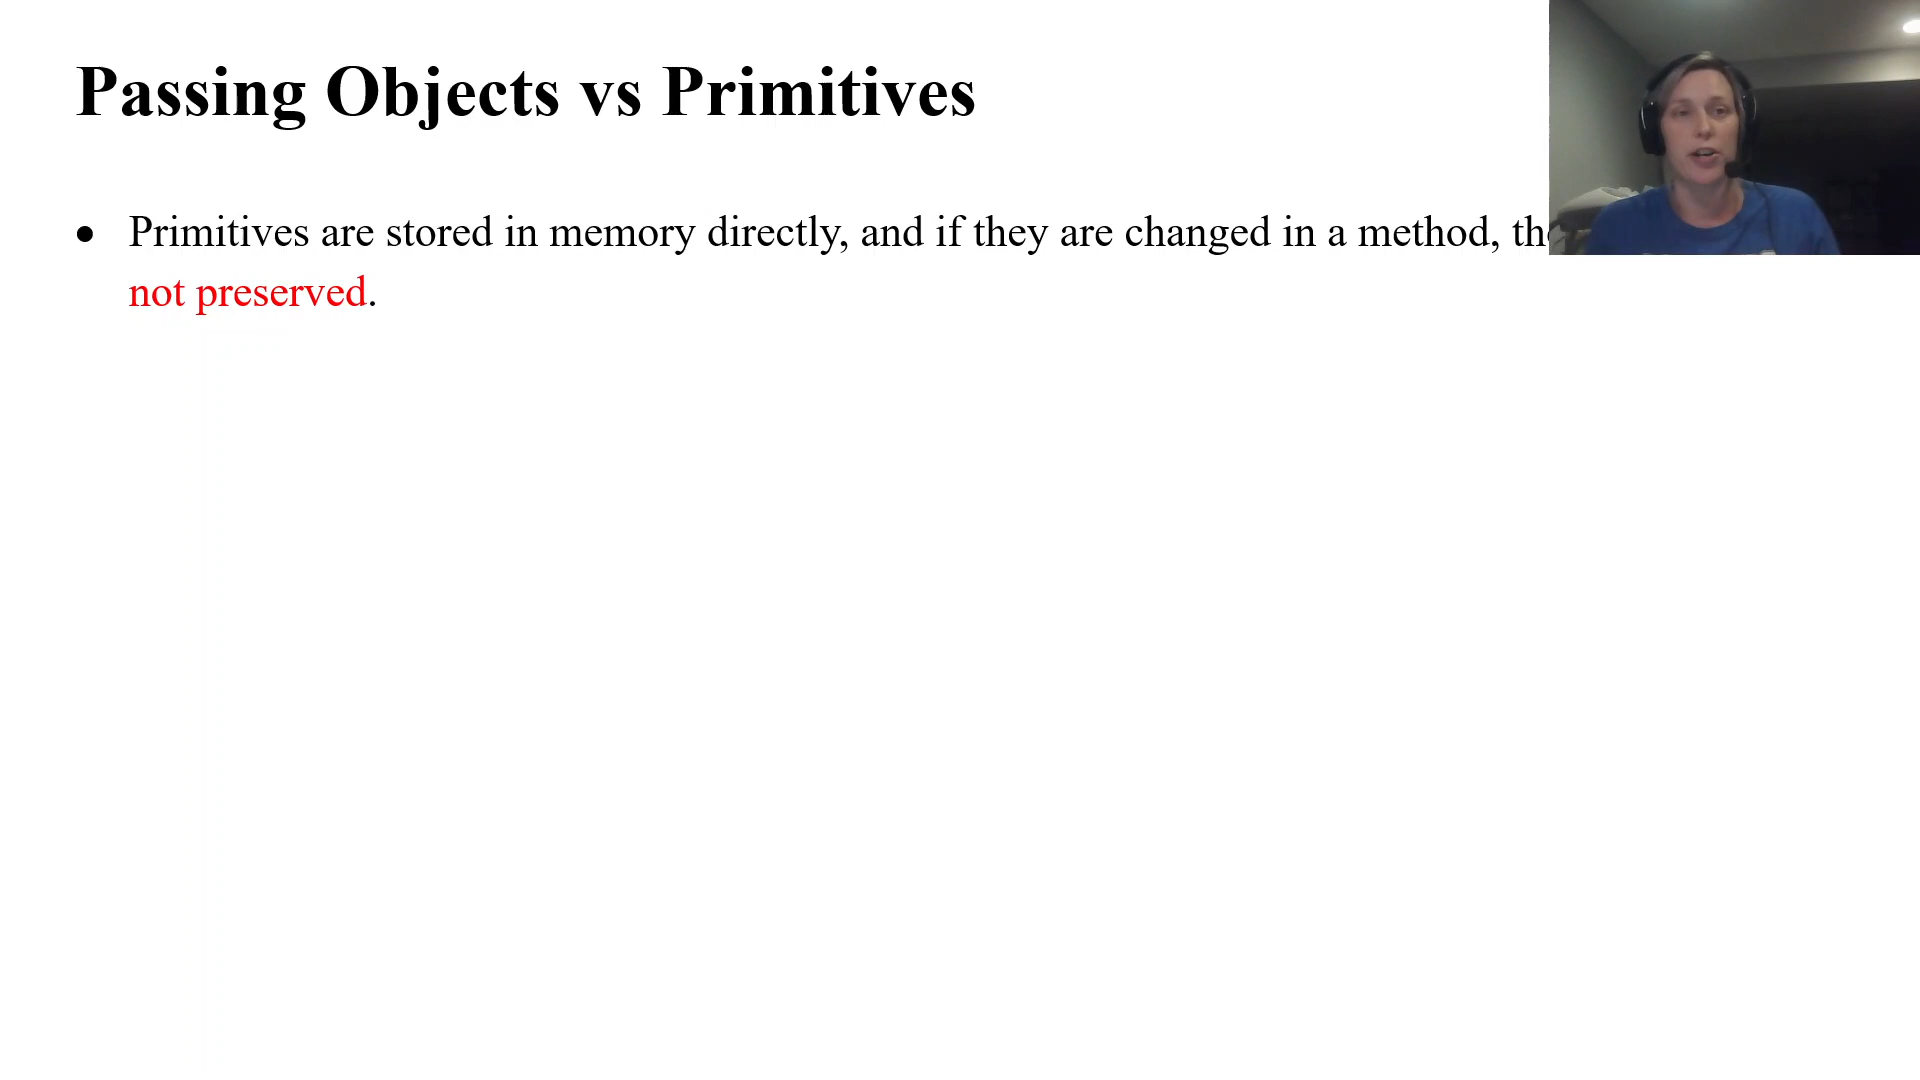 Passing Objects vs Primitives
● Primitives are stored in memory directly, and if they are changed in a method,
not preserved.